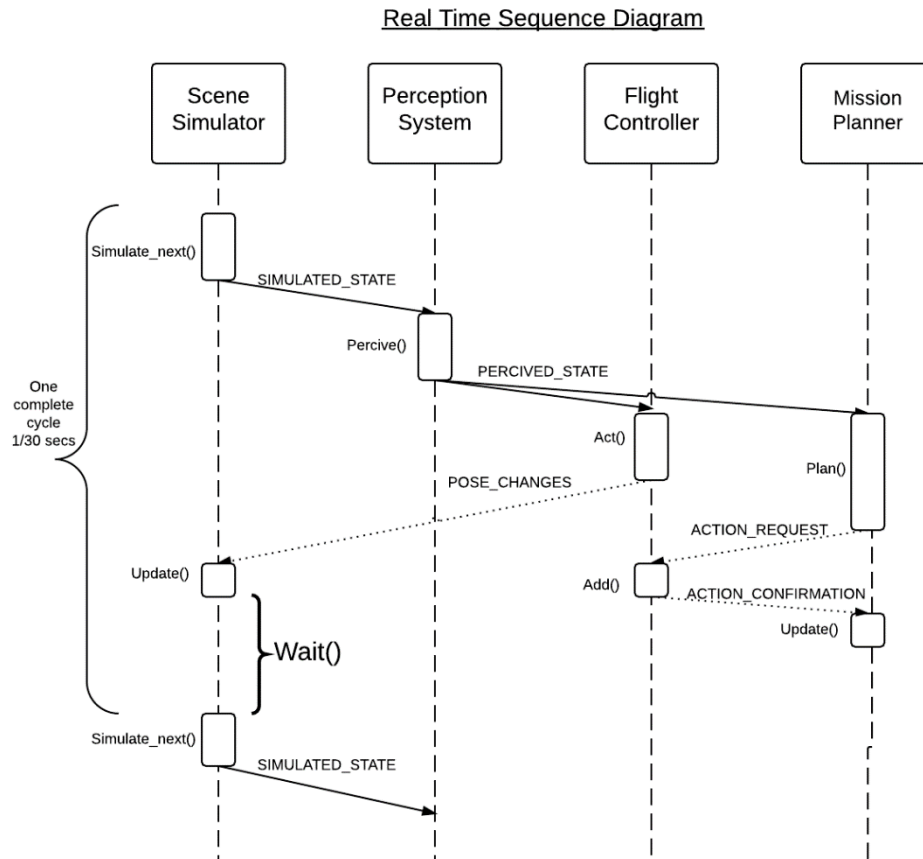 Real Time Sequence Diagram
Scene
Simulator
Perception
System
Flight
Controller
Mission
Planner
Simulate_next()
SIMULATED_STATE
Percive()
PERCIVED_STATE
One
complete
cycle
1/30 secs
Act()
Plan()
POSE_CHANGES
ACTION_REQUEST
Update()
Add()
ACTION_CONFIRMATION
Update()
Wait()
Simulate_next()
SIMULATED_STATE